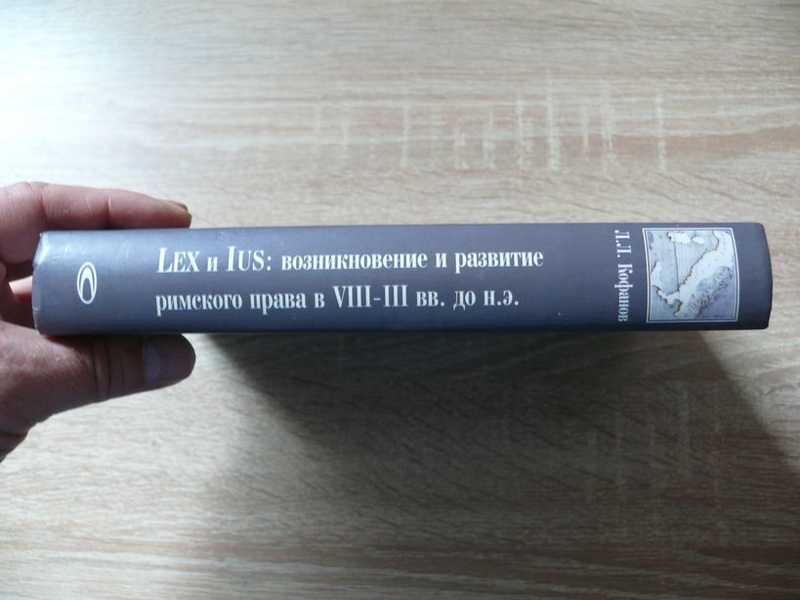 Lex и Ius: возникновение и развитие
римского права в VIII-III вв. до н.э.
Л.Л. Кофанов